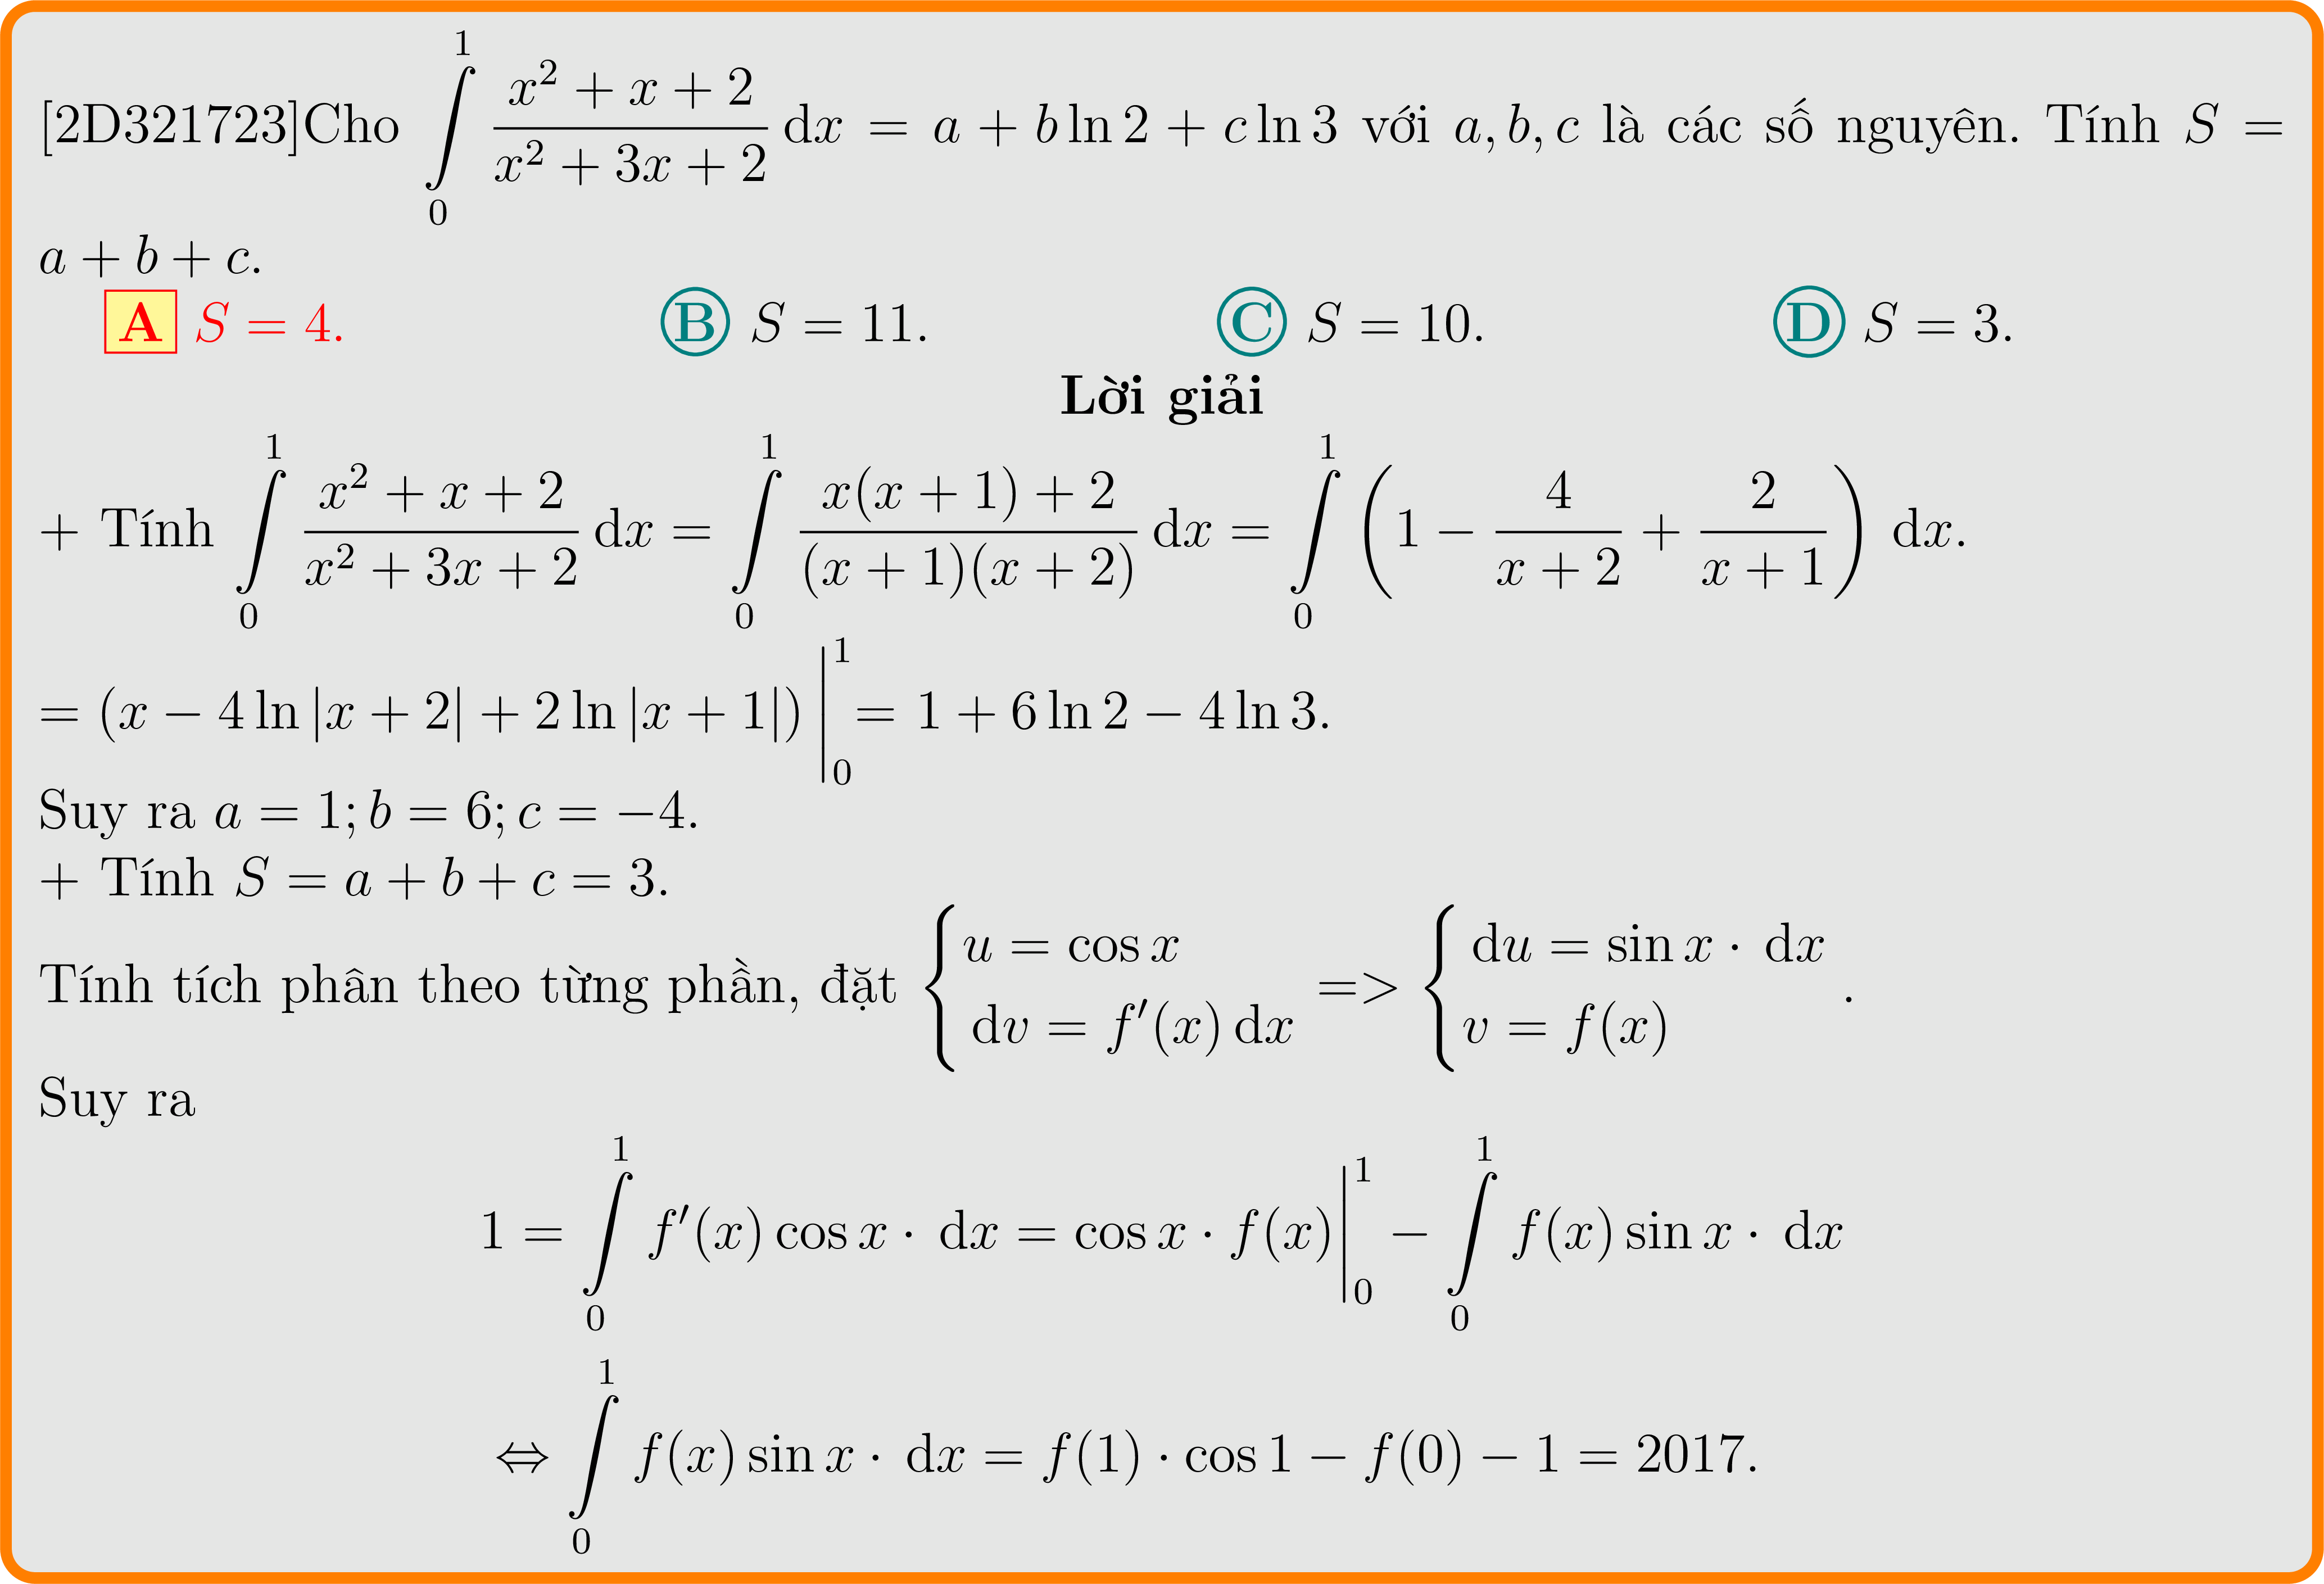 [2D321723]Cho $\int\limits_0^1 \frac{x^2+x+2}{x^2+3x+2}\,\mathrm{d}x = a + b\ln 2 + c\ln 3$ với $a, b, c$ là các số nguyên. Tính $S =$
$a + b + c$.
A $S = 4$. B $S = 11$. C $S = 10$. D $S = 3$.
Lời giải
+ Tính $\int\limits_0^1 \frac{x^2+x+2}{x^2+3x+2}\,\mathrm{d}x = \int\limits_0^1 \frac{x(x+1)+2}{(x+1)(x+2)}\,\mathrm{d}x = \int\limits_0^1 \left(1 - \frac{4}{x+2} + \frac{2}{x+1}\right)\,\mathrm{d}x.$
$= (x - 4\ln|x+2| + 2\ln|x+1|)\Big|_0^1 = 1 + 6\ln 2 - 4\ln 3.$
Suy ra $a = 1; b = 6; c = -4$.
+ Tính $S = a + b + c = 3$.
Tính tích phân theo từng phần, đặt $\begin{cases} u = \cos x \\ \mathrm{d}v = f'(x)\,\mathrm{d}x \end{cases} => \begin{cases} \mathrm{d}u = \sin x \cdot \mathrm{d}x \\ v = f(x) \end{cases}$.
Suy ra
$1 = \int\limits_0^1 f'(x)\cos x \cdot \mathrm{d}x = \cos x \cdot f(x)\Big|_0^1 - \int\limits_0^1 f(x)\sin x \cdot \mathrm{d}x$
$\Leftrightarrow \int\limits_0^1 f(x)\sin x \cdot \mathrm{d}x = f(1) \cdot \cos 1 - f(0) - 1 = 2017.$